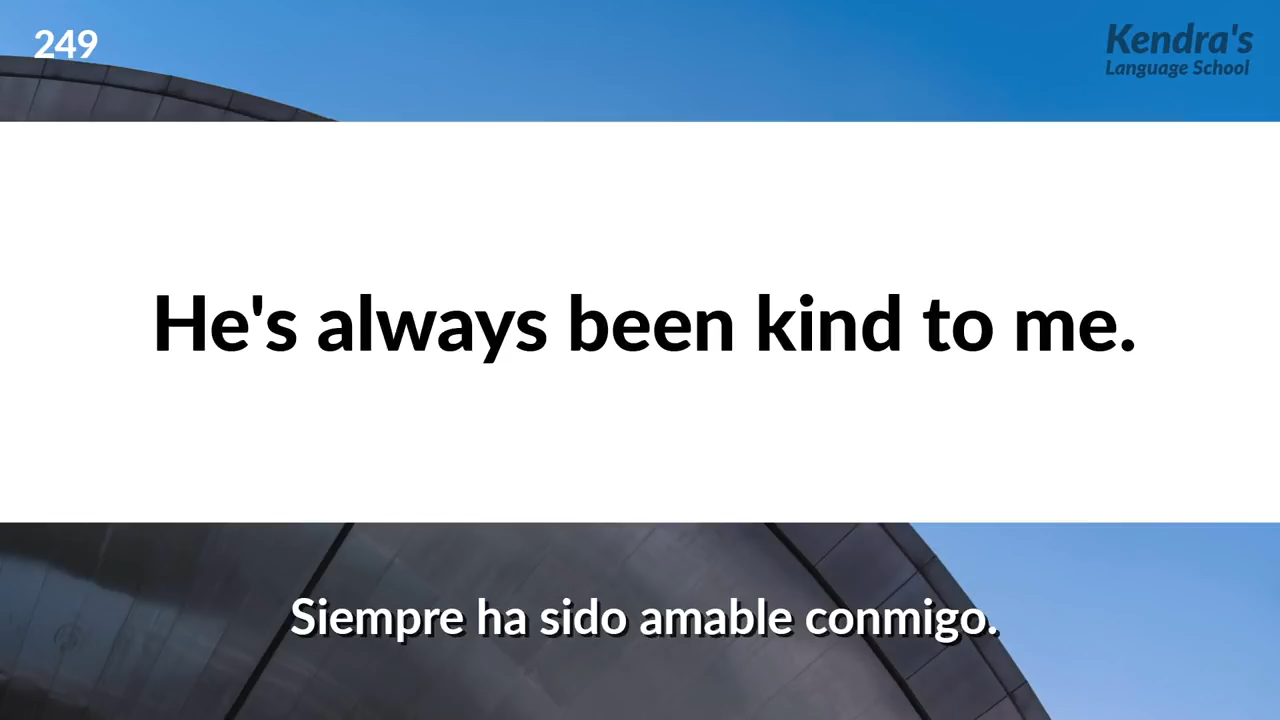 249
Kendra's
Language School
He's always been kind to me.
Siempre ha sido amable conmigo.